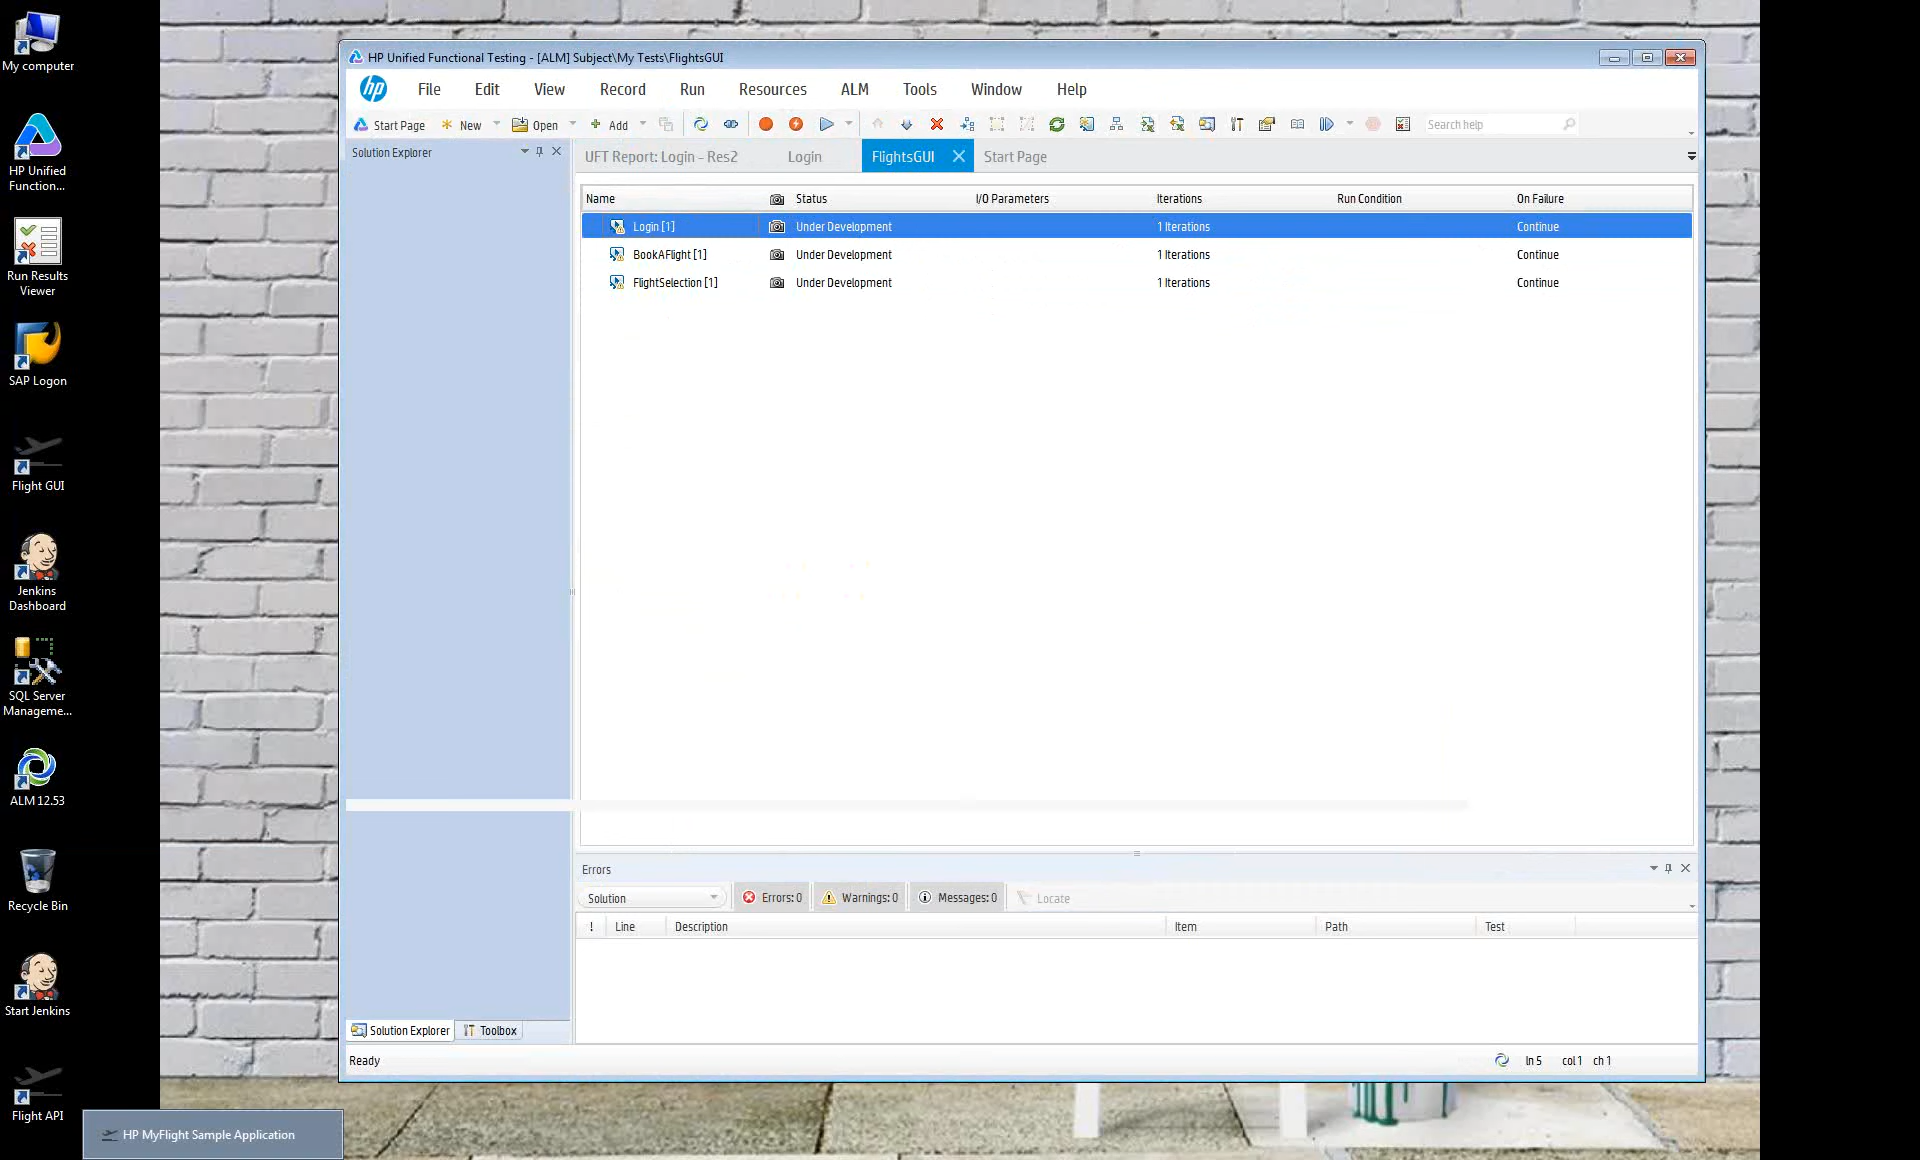 My computer
HP Unified
Function...
Run Results
Viewer
SAP Logon
Flight GUI
Jenkins
Dashboard
SQL Server
Manageme...
ALM 12.53
Recycle Bin
Start Jenkins
Flight API
HP MyFlight Sample Application
HP Unified Functional Testing - [ALM] Subject\My Tests\FlightsGUI
hp File Edit View Record Run Resources ALM Tools Window Help
Start Page New Open Add Search help
Solution Explorer
UFT Report: Login - Res2 Login FlightsGUI Start Page
Name Status I/O Parameters Iterations Run Condition On Failure
Login [1] Under Development 1 Iterations Continue
BookAFlight [1] Under Development 1 Iterations Continue
FlightSelection [1] Under Development 1 Iterations Continue
Errors
Solution Errors: 0 Warnings: 0 Messages: 0 Locate
! Line Description Item Path Test
Solution Explorer Toolbox
Ready ln 5 col 1 ch 1